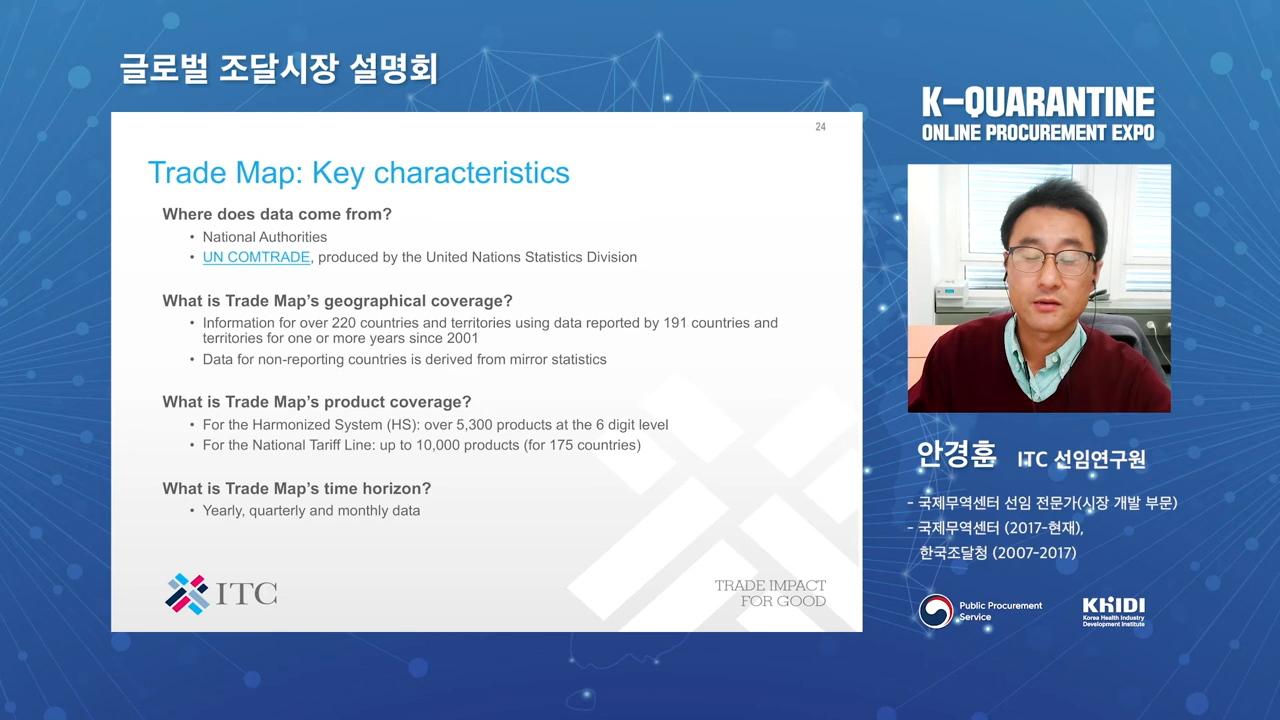 글로벌 조달시장 설명회
24
Trade Map: Key characteristics
Where does data come from?
• National Authorities
• UN COMTRADE, produced by the United Nations Statistics Division
What is Trade Map's geographical coverage?
• Information for over 220 countries and territories using data reported by 191 countries and
territories for one or more years since 2001
• Data for non-reporting countries is derived from mirror statistics
What is Trade Map's product coverage?
• For the Harmonized System (HS): over 5,300 products at the 6 digit level
• For the National Tariff Line: up to 10,000 products (for 175 countries)
What is Trade Map's time horizon?
• Yearly, quarterly and monthly data
ITC
TRADE IMPACT
FOR GOOD
K-QUARANTINE
ONLINE PROCUREMENT EXPO
안경훈 ITC 선임연구원
- 국제무역센터 선임 전문가(시장 개발 부문)
- 국제무역센터 (2017-현재),
한국조달청 (2007-2017)
Public Procurement
Service
KHIDI
Korea Health Industry
Development Institute